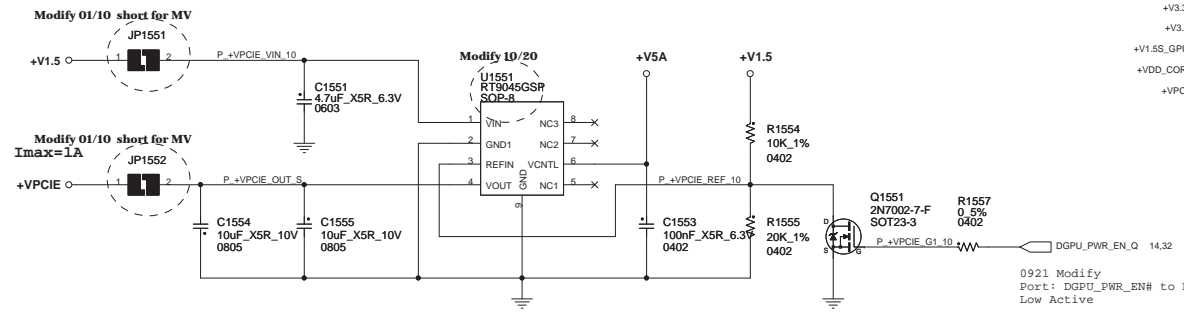 Modify 01/10 short for MV
JP1551
+V1.5
1
2
P_+VPCIE_VIN_10
C1551
4.7uF_X5R_6.3V
0603
Modify 10/20
U1551
RT9045GSP
SOP-8
1 VIN
2 GND1
3 REFIN
4 VOUT
NC3 8
NC2 7
VCNTL 6
NC1 5
GND
9
+V5A
+V1.5
R1554
10K_1%
0402
Modify 01/10 short for MV
Imax=1A
JP1552
+VPCIE
1
2
P_+VPCIE_OUT_S
P_+VPCIE_REF_10
C1554
10uF_X5R_10V
0805
C1555
10uF_X5R_10V
0805
C1553
100nF_X5R_6.3V
0402
R1555
20K_1%
0402
Q1551
2N7002-7-F
SOT23-3
D
S
G
P_+VPCIE_G1_10
R1557
0_5%
0402
DGPU_PWR_EN_Q 14,32
0921 Modify
Port: DGPU_PWR_EN# to
Low Active
+V3.
+V1.5S_GPU
+VDD_COR
+VPC